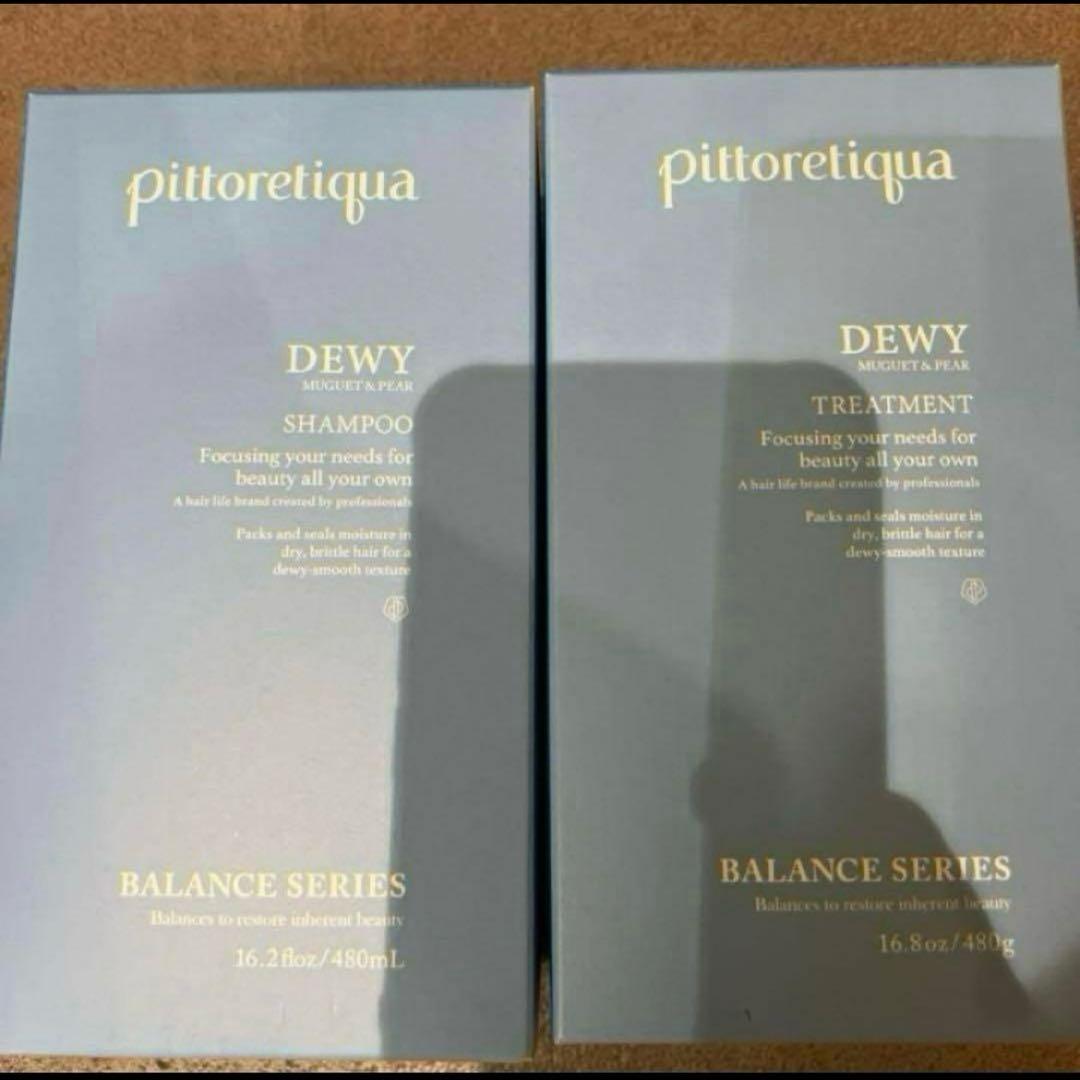 pittoretiqua
DEWY
MUGUET & PEAR
SHAMPOO
Focusing your needs for
beauty all your own
A hair life brand created by professionals
Packs and seals moisture in
dry, brittle hair for a
dewy-smooth texture
BALANCE SERIES
Balances to restore inherent beauty
16.2floz/480mL
pittoretiqua
DEWY
MUGUET & PEAR
TREATMENT
Focusing your needs for
beauty all your own
A hair life brand created by professionals
Packs and seals moisture in
dry, brittle hair for a
dewy-smooth texture
BALANCE SERIES
Balances to restore inherent beauty
16.8oz/480g